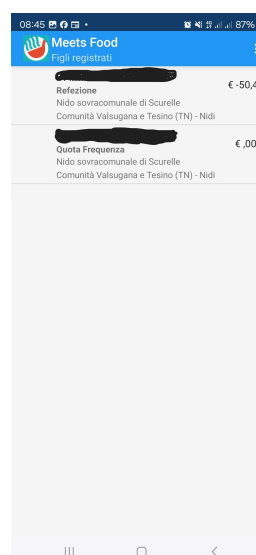 08:45 87%
Meets Food
Figli registrati
€ -50,4
Refezione
Nido sovracomunale di Scurelle
Comunità Valsugana e Tesino (TN) - Nidi
€ ,00
Quota Frequenza
Nido sovracomunale di Scurelle
Comunità Valsugana e Tesino (TN) - Nidi